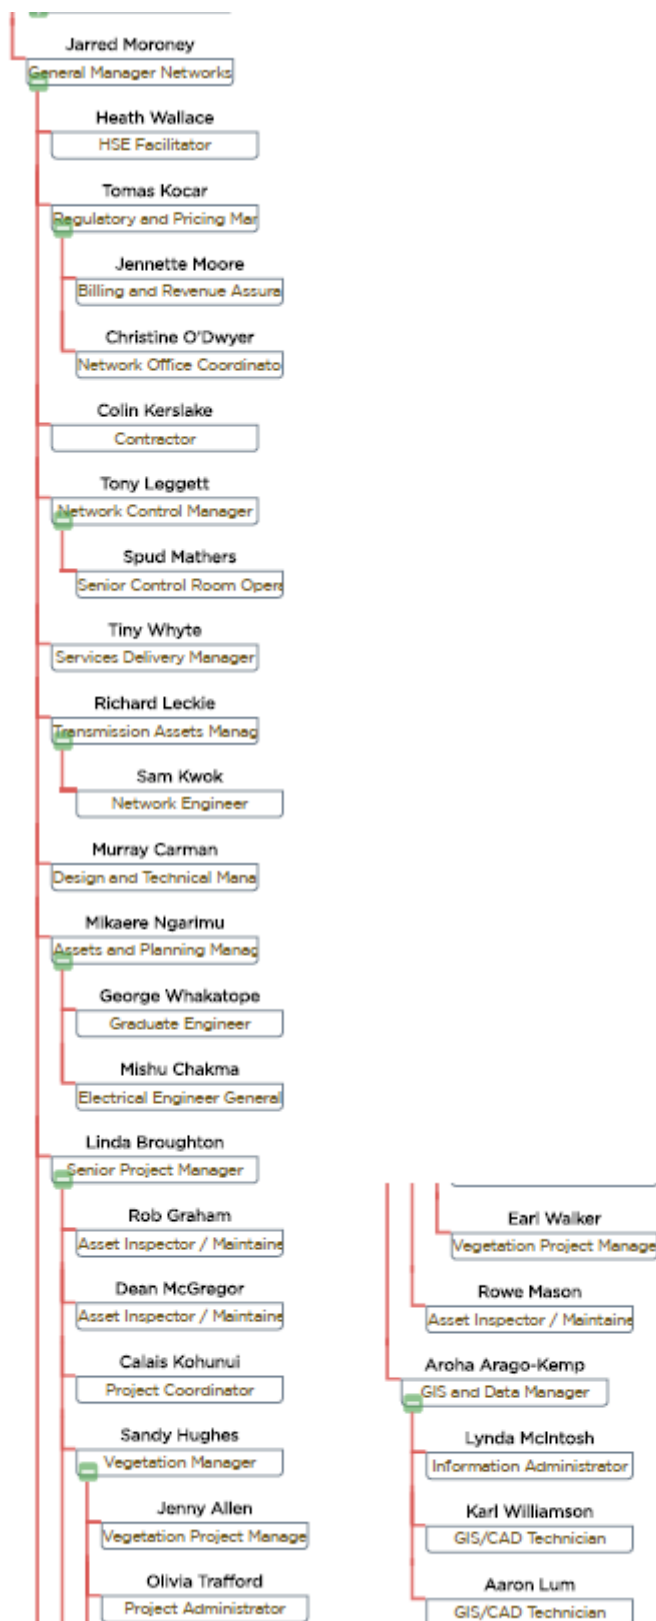 Jarred Moroney
General Manager Networks
Heath Wallace
HSE Facilitator
Tomas Kocar
Regulatory and Pricing Mar
Jennette Moore
Billing and Revenue Assura
Christine O'Dwyer
Network Office Coordinato
Colin Kerslake
Contractor
Tony Leggett
Network Control Manager
Spud Mathers
Senior Control Room Opera
Tiny Whyte
Services Delivery Manager
Richard Leckie
Transmission Assets Manag
Sam Kwok
Network Engineer
Murray Carman
Design and Technical Mana
Mikaere Ngarimu
Assets and Planning Manag
George Whakatope
Graduate Engineer
Mishu Chakma
Electrical Engineer General
Linda Broughton
Senior Project Manager
Rob Graham
Asset Inspector / Maintaine
Dean McGregor
Asset Inspector / Maintaine
Calais Kohunui
Project Coordinator
Sandy Hughes
Vegetation Manager
Jenny Allen
Vegetation Project Manage
Olivia Trafford
Project Administrator
Earl Walker
Vegetation Project Manage
Rowe Mason
Asset Inspector / Maintaine
Aroha Arago-Kemp
GIS and Data Manager
Lynda McIntosh
Information Administrator
Karl Williamson
GIS/CAD Technician
Aaron Lum
GIS/CAD Technician